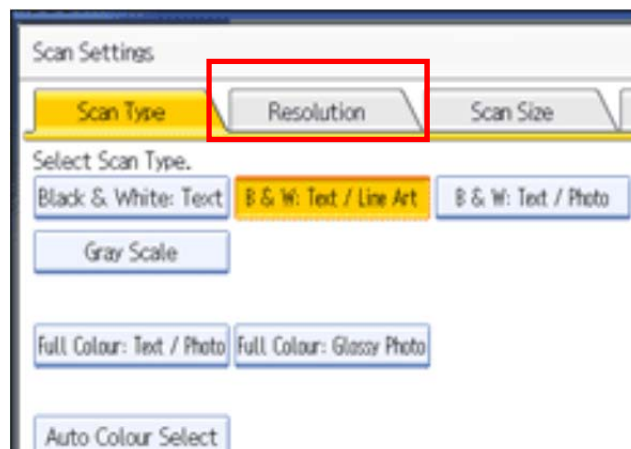 Scan Settings
Scan Type Resolution Scan Size
Select Scan Type.
Black & White: Text B & W: Text / Line Art B & W: Text / Photo
Gray Scale
Full Colour: Text / Photo Full Colour: Glossy Photo
Auto Colour Select